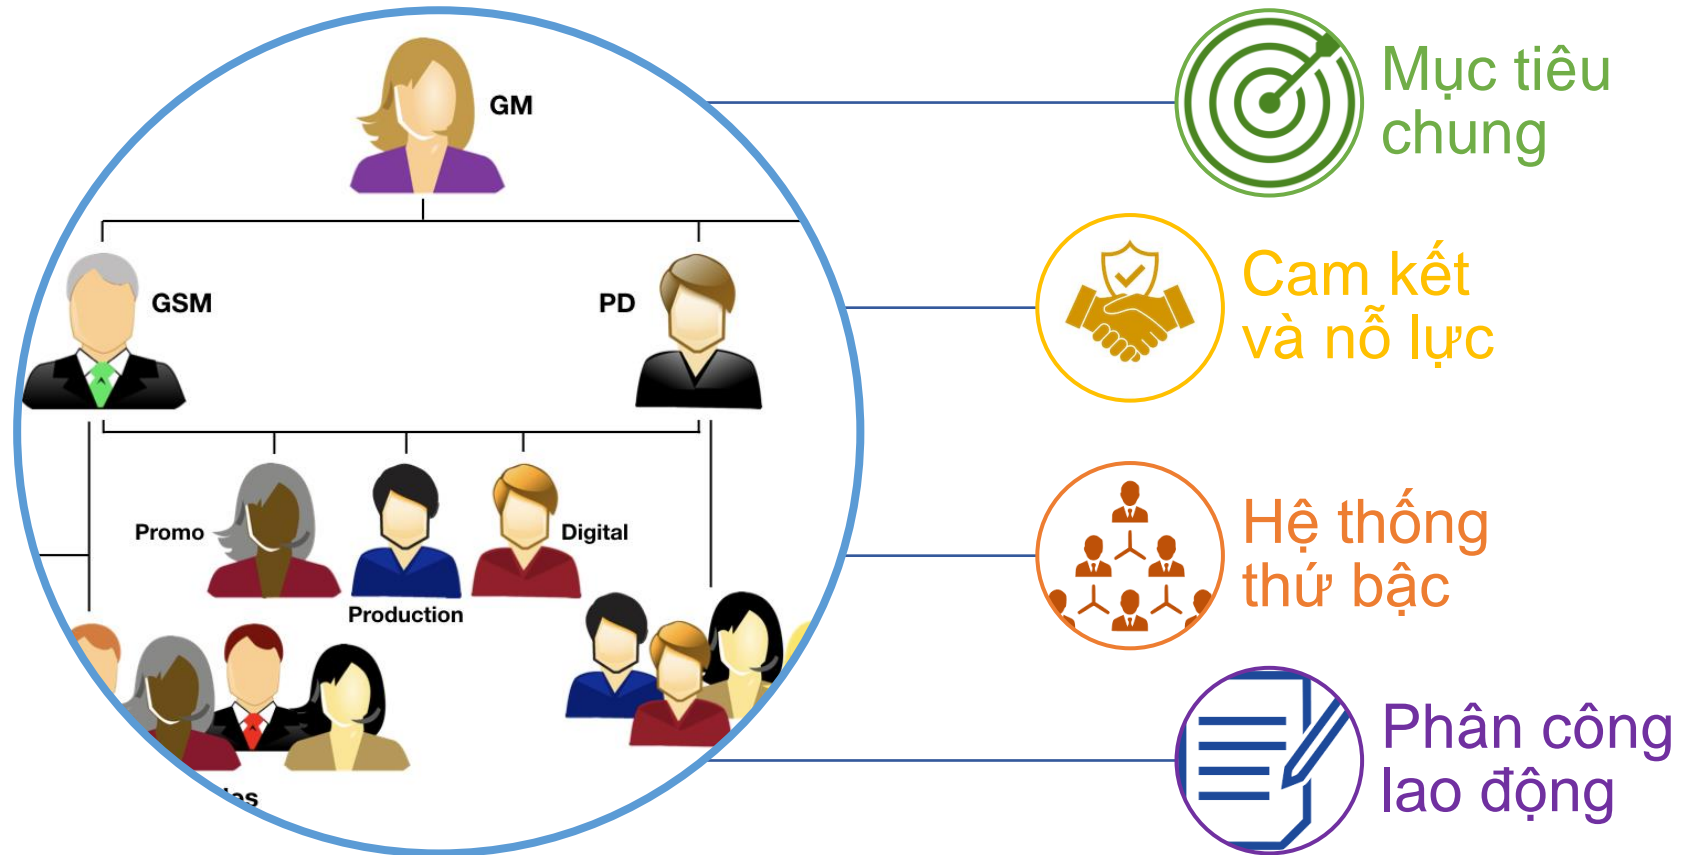 GM
GSM
PD
Promo
Digital
Production
Mục tiêu
chung
Cam kết
và nỗ lực
Hệ thống
thứ bậc
Phân công
lao động